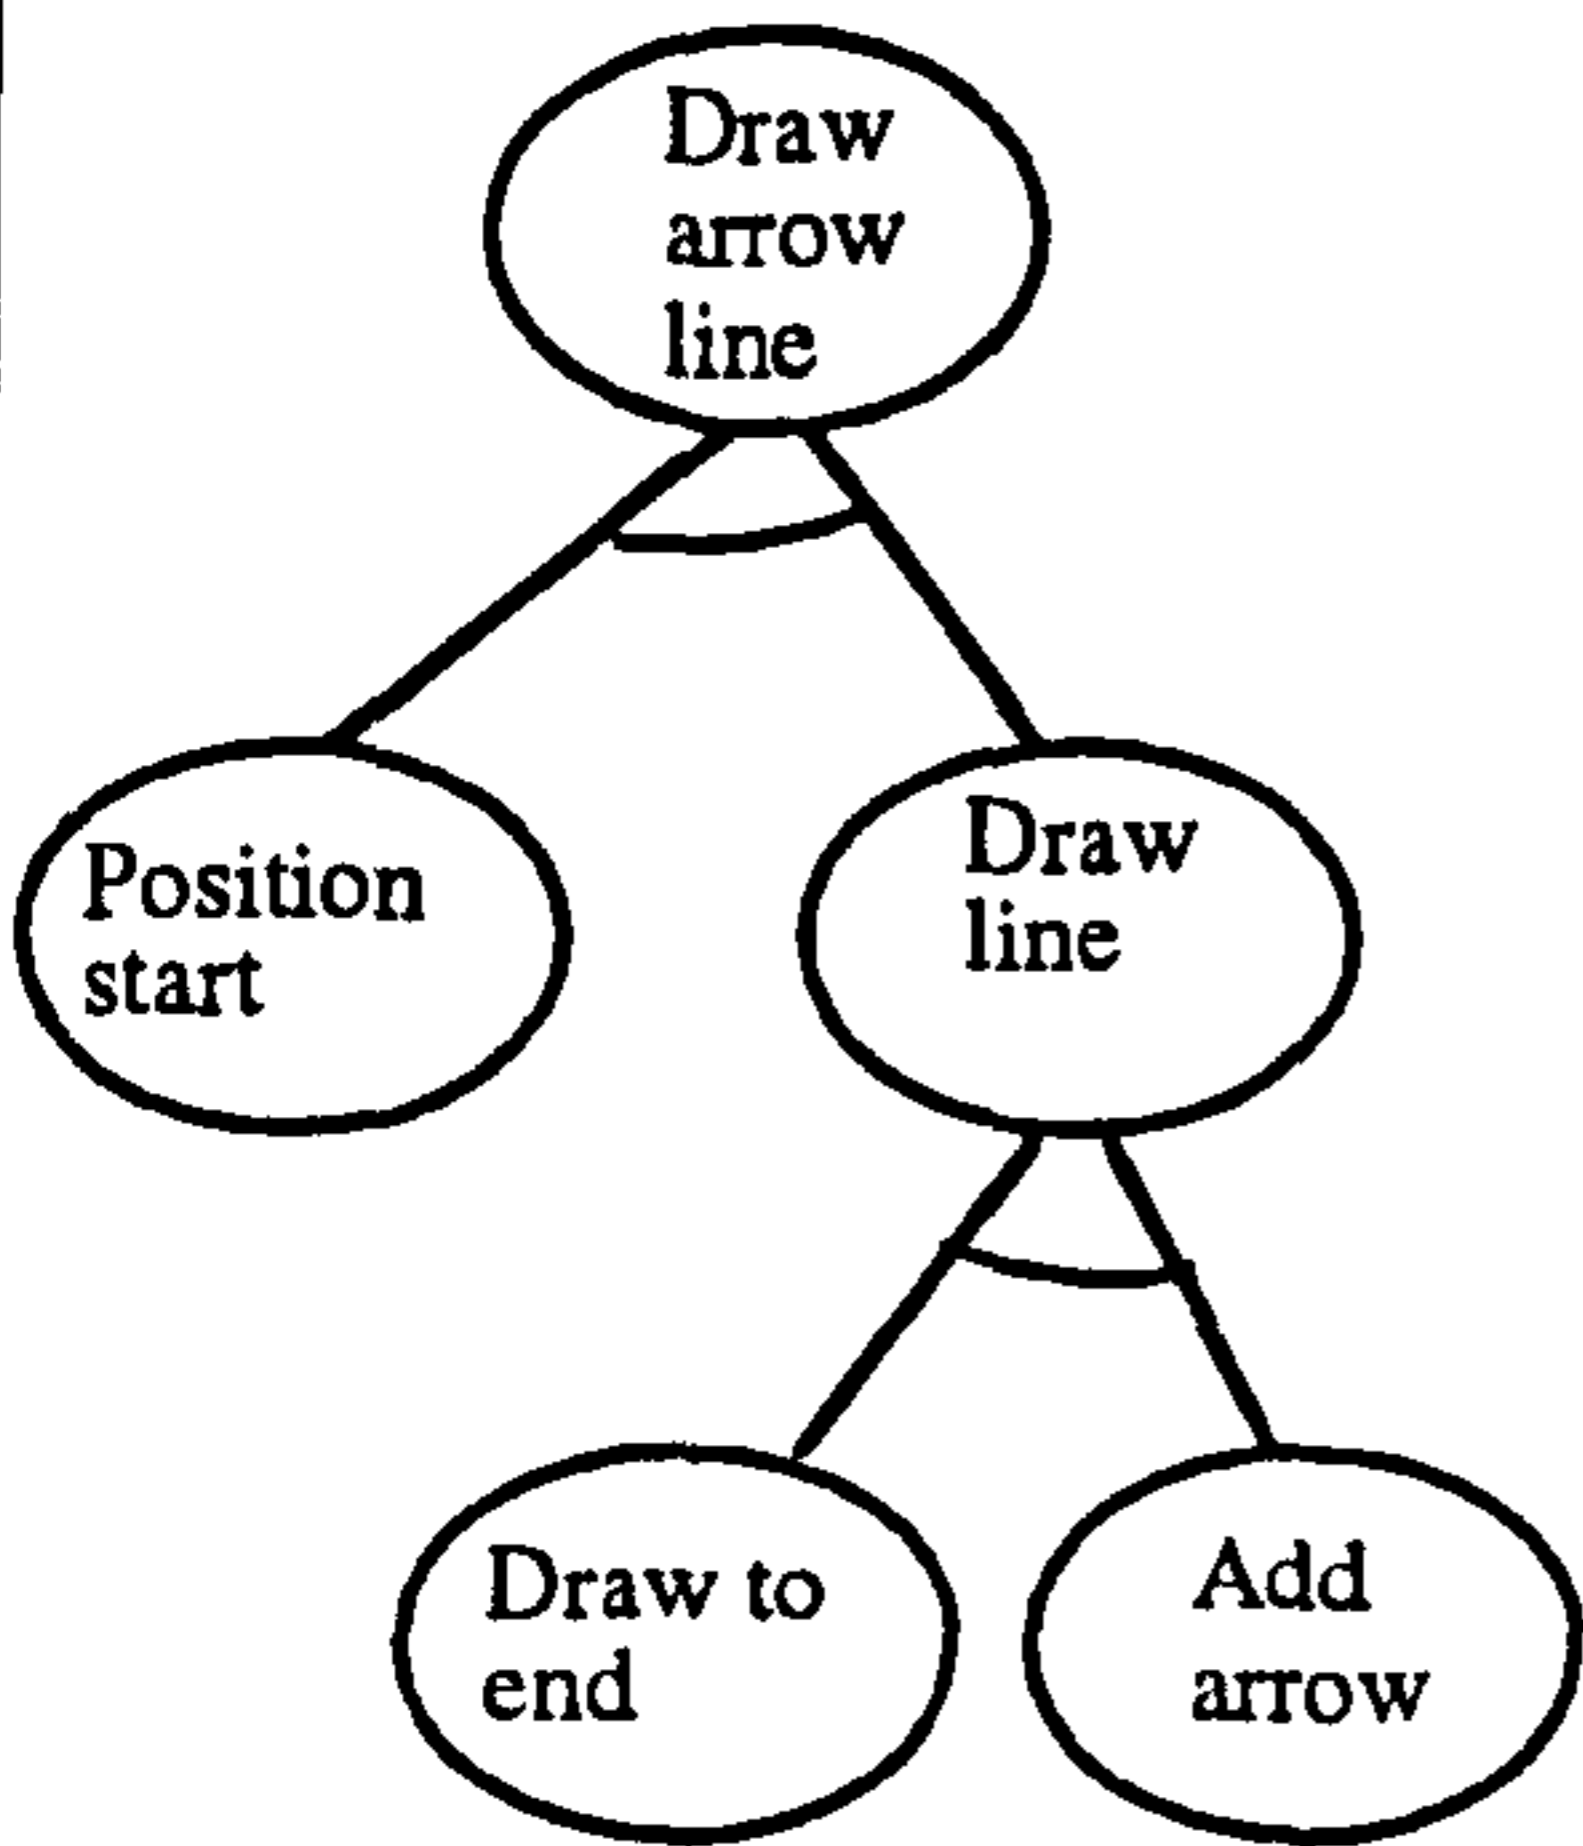 Draw
arrow
line
Position
start
Draw
line
Draw to
end
Add
arrow